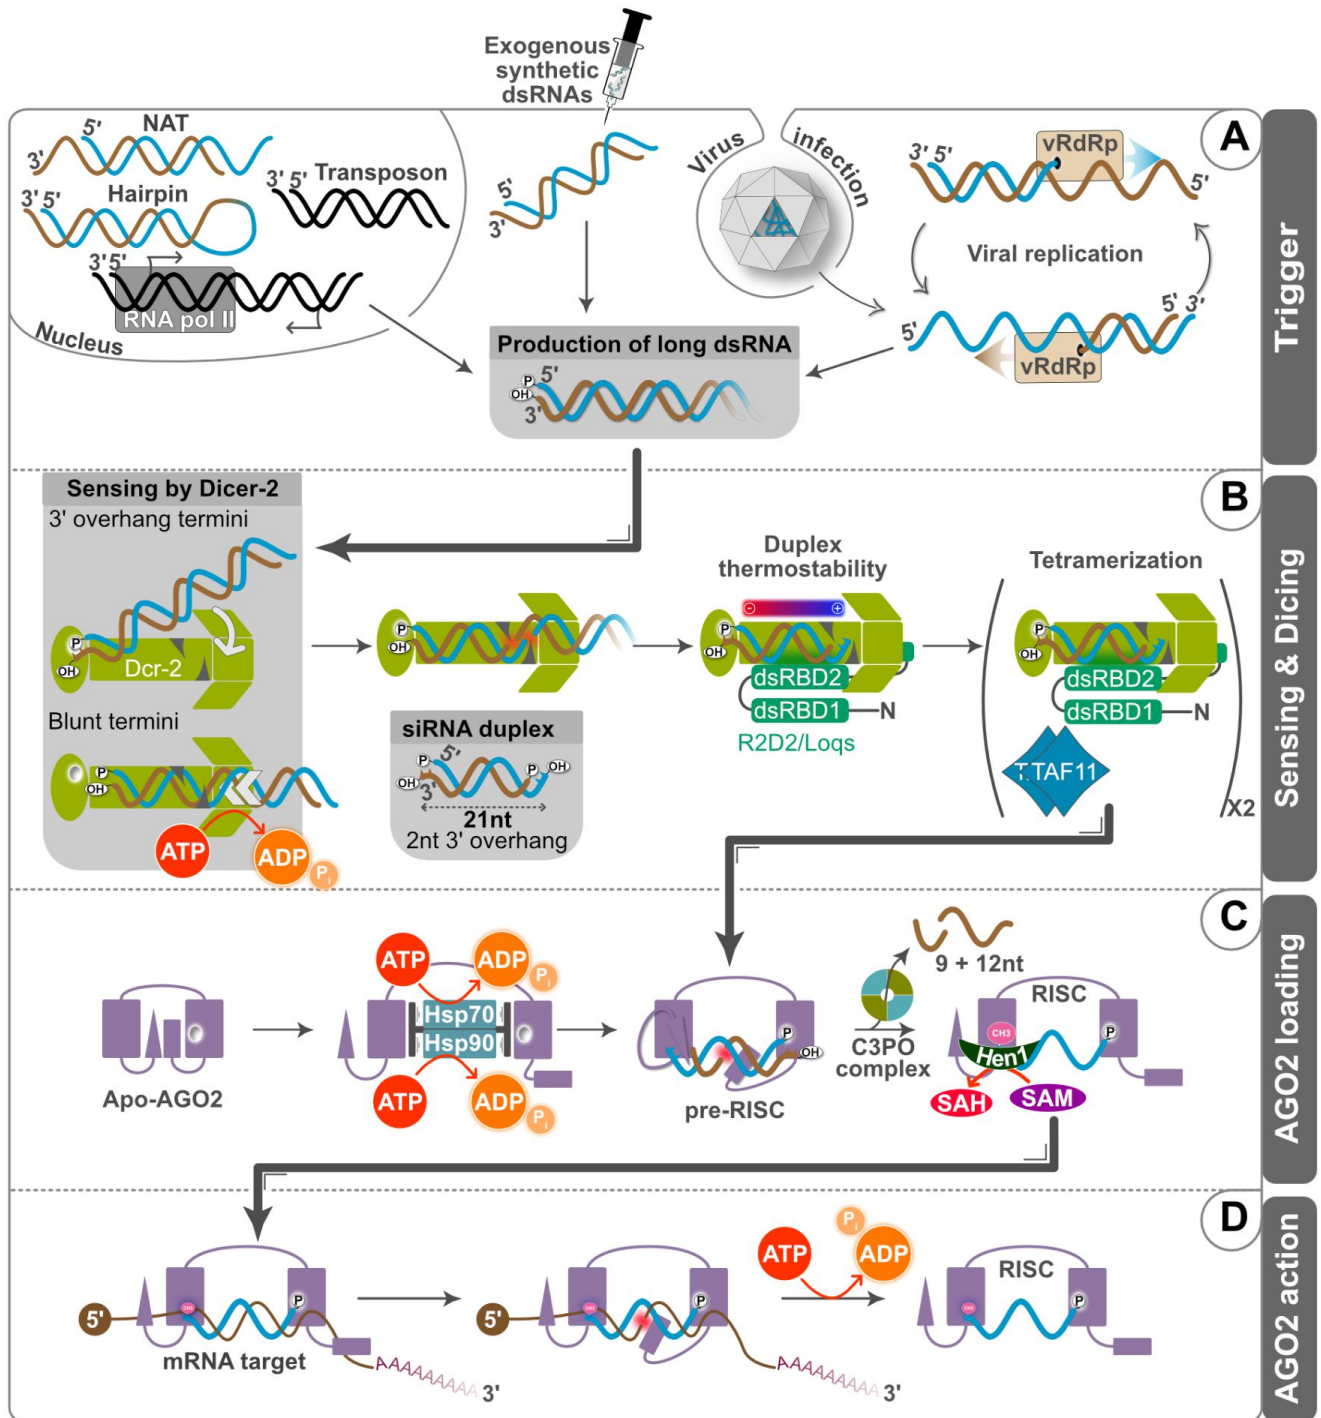 Exogenous
synthetic
dsRNAs
A
Trigger
NAT
5'
3'
Hairpin
3' 5'
Transposon
3' 5'
3' 5'
RNA pol II
Nucleus
5'
3'
Virus
infection
vRdRp
3' 5'
5'
Viral replication
5' 3'
5'
vRdRp
Production of long dsRNA
P
OH
5'
3'
B
Sensing & Dicing
Sensing by Dicer-2
3' overhang termini
P
OH
Dcr-2
Blunt termini
P
OH
ATP
ADP
Pi
P
OH
siRNA duplex
P
OH
5'
3'
P
OH
21nt
2nt 3' overhang
Duplex
thermostability
-
+
P
OH
dsRBD2
dsRBD1
N
R2D2/Loqs
Tetramerization
P
OH
dsRBD2
dsRBD1
N
TTAF11
X2
C
AGO2 loading
Apo-AGO2
ATP
ADP
Pi
Hsp70
Hsp90
ATP
ADP
Pi
P
OH
pre-RISC
C3PO
complex
9 + 12nt
RISC
CH3
P
Hen1
SAH
SAM
D
AGO2 action
5'
CH3
P
mRNA target
AAAAAAAAA
3'
5'
CH3
P
AAAAAAAAA
3'
ATP
Pi
ADP
RISC
CH3
P